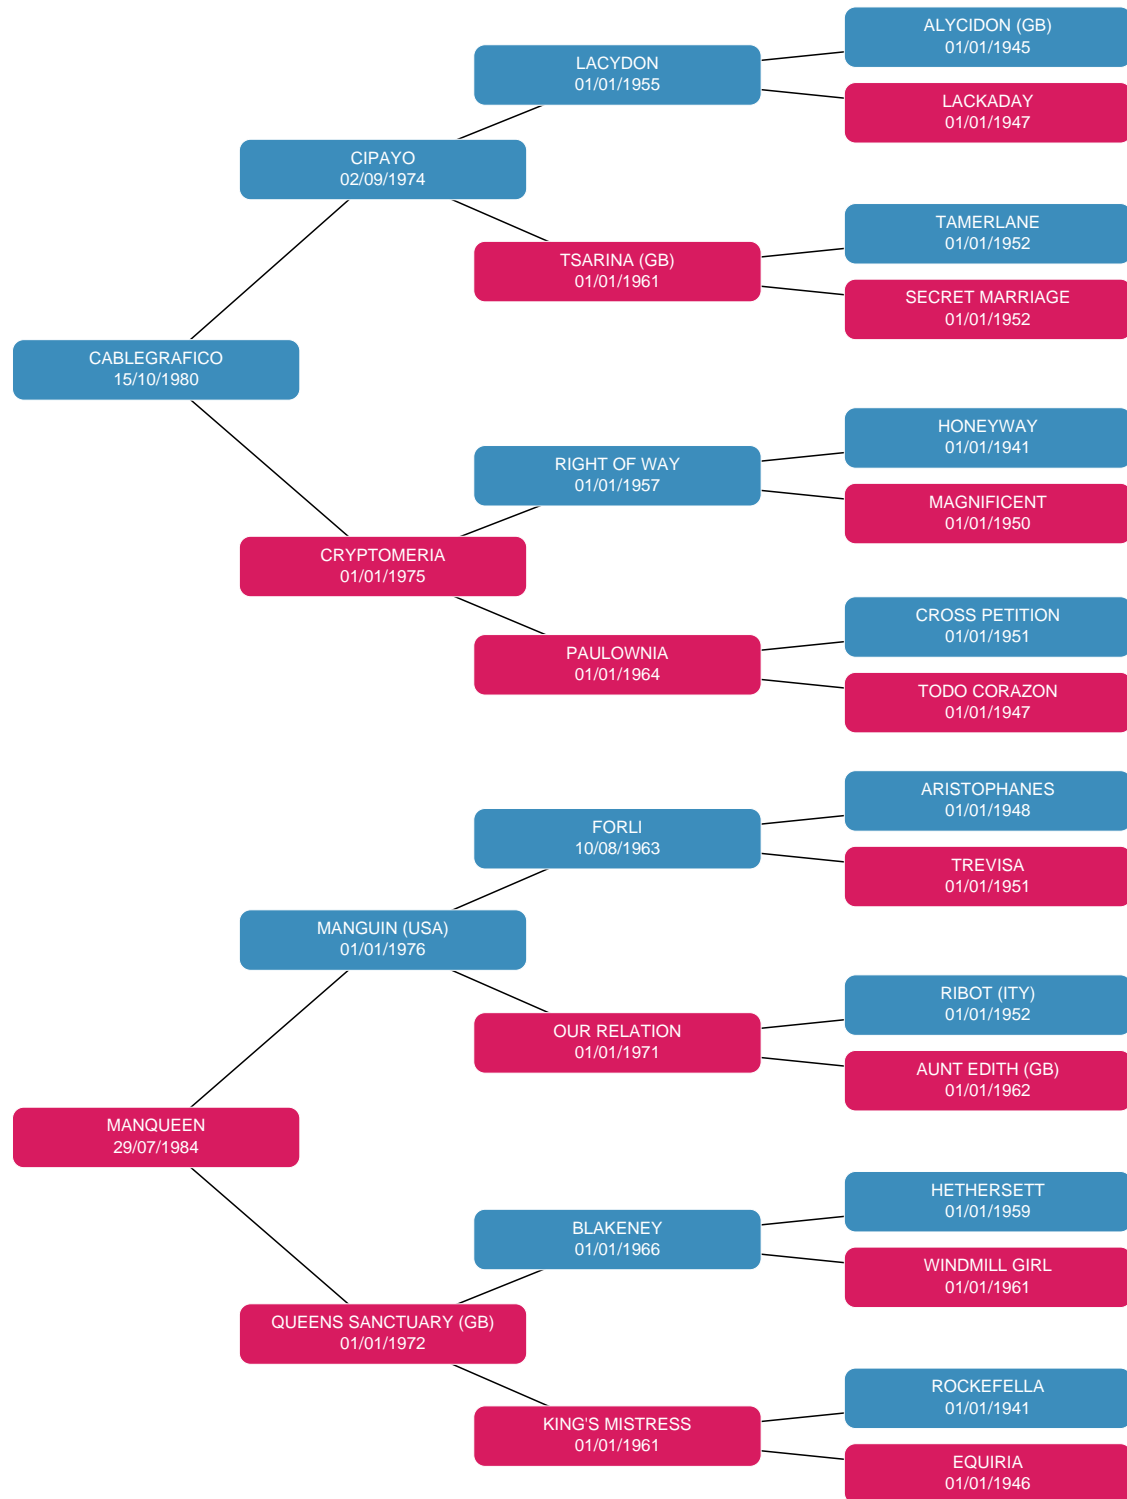 ALYCIDON (GB)
01/01/1945
LACYDON
01/01/1955
LACKADAY
01/01/1947
CIPAYO
02/09/1974
TAMERLANE
01/01/1952
TSARINA (GB)
01/01/1961
SECRET MARRIAGE
01/01/1952
CABLEGRAFICO
15/10/1980
HONEYWAY
01/01/1941
RIGHT OF WAY
01/01/1957
MAGNIFICENT
01/01/1950
CRYPTOMERIA
01/01/1975
CROSS PETITION
01/01/1951
PAULOWNIA
01/01/1964
TODO CORAZON
01/01/1947
ARISTOPHANES
01/01/1948
FORLI
10/08/1963
TREVISA
01/01/1951
MANGUIN (USA)
01/01/1976
RIBOT (ITY)
01/01/1952
OUR RELATION
01/01/1971
AUNT EDITH (GB)
01/01/1962
MANQUEEN
29/07/1984
HETHERSETT
01/01/1959
BLAKENEY
01/01/1966
WINDMILL GIRL
01/01/1961
QUEENS SANCTUARY (GB)
01/01/1972
ROCKEFELLA
01/01/1941
KING'S MISTRESS
01/01/1961
EQUIRIA
01/01/1946